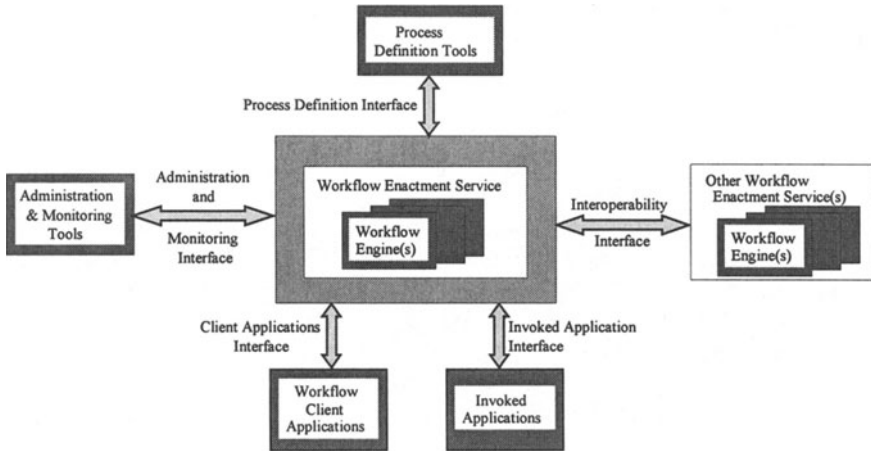 Process
Definition Tools
Process Definition Interface
Administration
& Monitoring
Tools
Administration
and
Monitoring
Interface
Workflow Enactment Service
Workflow
Engine(s)
Interoperability
Interface
Other Workflow
Enactment Service(s)
Workflow
Engine(s)
Client Applications
Interface
Invoked Application
Interface
Workflow
Client
Applications
Invoked
Applications